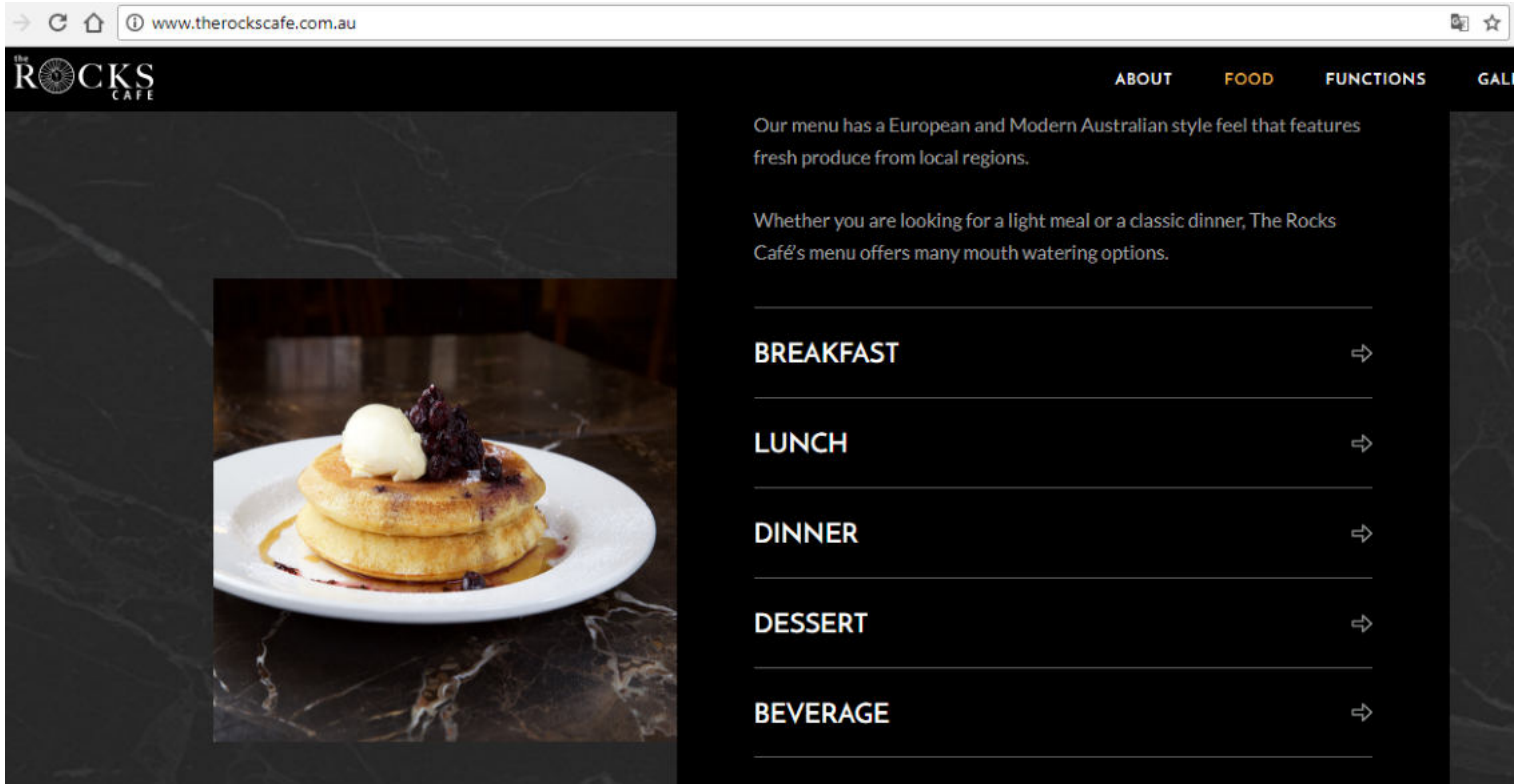 www.therockscafe.com.au
the
ROCKS
CAFE
ABOUT FOOD FUNCTIONS GALL
Our menu has a European and Modern Australian style feel that features
fresh produce from local regions.
Whether you are looking for a light meal or a classic dinner, The Rocks
Café's menu offers many mouth watering options.
BREAKFAST
LUNCH
DINNER
DESSERT
BEVERAGE